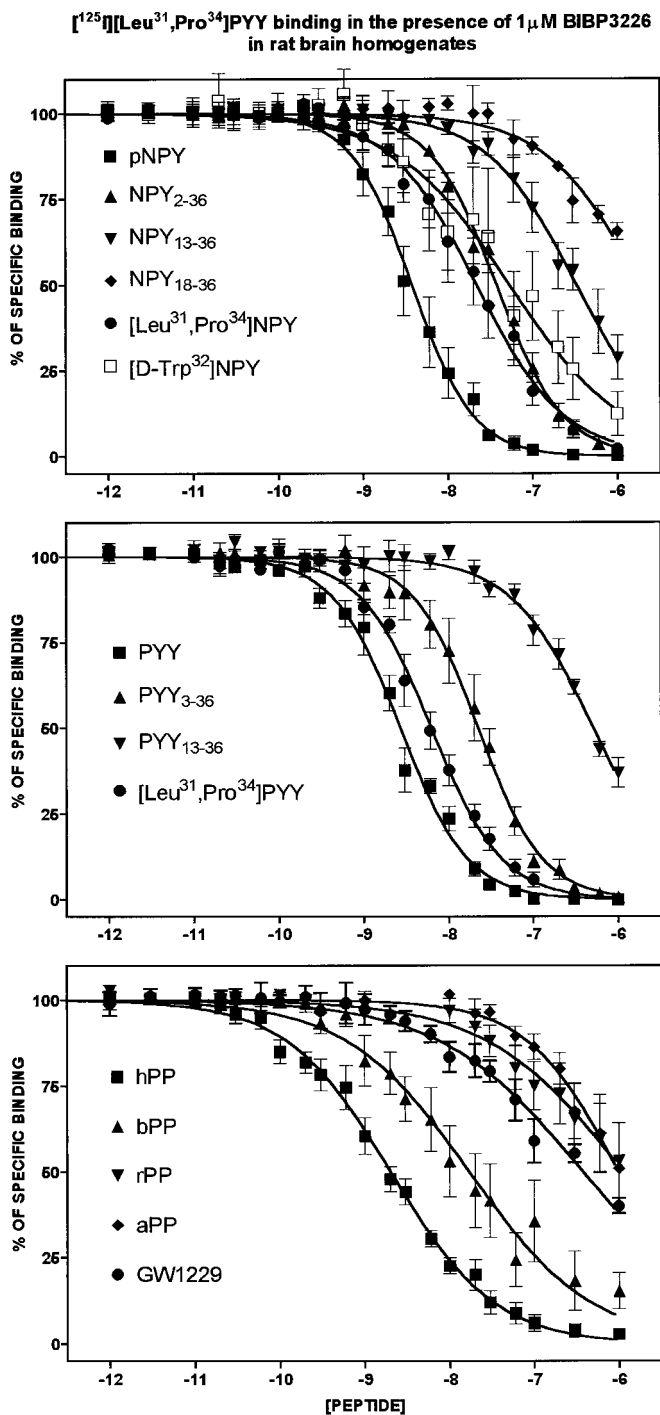 [¹²⁵I][Leu³¹,Pro³⁴]PYY binding in the presence of 1μM BIBP3226
in rat brain homogenates
% OF SPECIFIC BINDING
100
75
50
25
0
pNPY
NPY₂₋₃₆
NPY₁₃₋₃₆
NPY₁₈₋₃₆
[Leu³¹,Pro³⁴]NPY
[D-Trp³²]NPY
-12 -11 -10 -9 -8 -7 -6
% OF SPECIFIC BINDING
100
75
50
25
0
PYY
PYY₃₋₃₆
PYY₁₃₋₃₆
[Leu³¹,Pro³⁴]PYY
-12 -11 -10 -9 -8 -7 -6
% OF SPECIFIC BINDING
100
75
50
25
0
hPP
bPP
rPP
aPP
GW1229
-12 -11 -10 -9 -8 -7 -6
[PEPTIDE]